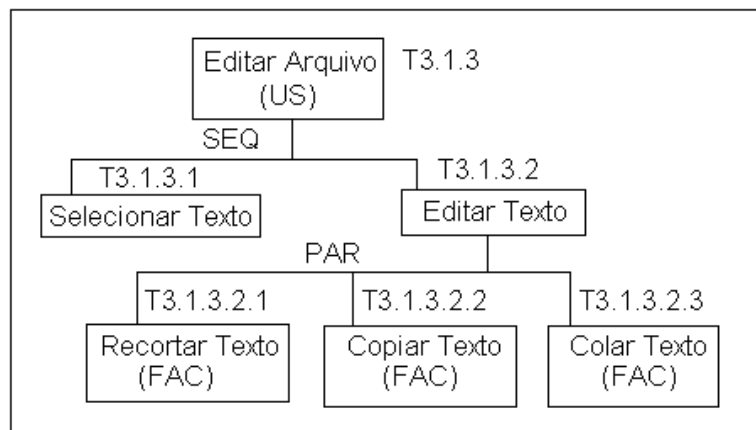 Editar Arquivo
(US)
T3.1.3
SEQ
T3.1.3.1
T3.1.3.2
Selecionar Texto
Editar Texto
PAR
T3.1.3.2.1
T3.1.3.2.2
T3.1.3.2.3
Recortar Texto
(FAC)
Copiar Texto
(FAC)
Colar Texto
(FAC)